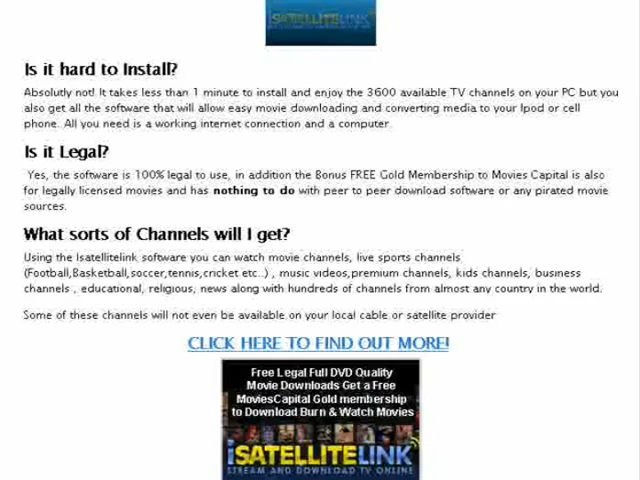 iSATELLITELINK
Is it hard to Install?
Absolutly not! It takes less than 1 minute to install and enjoy the 3600 available TV channels on your PC but you
also get all the software that will allow easy movie downloading and converting media to your Ipod or cell
phone. All you need is a working internet connection and a computer.
Is it Legal?
Yes, the software is 100% legal to use, in addition the Bonus FREE Gold Membership to Movies Capital is also
for legally licensed movies and has nothing to do with peer to peer download software or any pirated movie
sources.
What sorts of Channels will I get?
Using the Isatellitelink software you can watch movie channels, live sports channels
(Football,Basketball,soccer,tennis,cricket etc..) , music videos,premium channels, kids channels, business
channels , educational, religious, news along with hundreds of channels from almost any country in the world.
Some of these channels will not even be available on your local cable or satellite provider
CLICK HERE TO FIND OUT MORE!
Free Legal Full DVD Quality
Movie Downloads Get a Free
MoviesCapital Gold membership
to Download Burn & Watch Movies
iSATELLITELINK
STREAM AND DOWNLOAD TV ONLINE